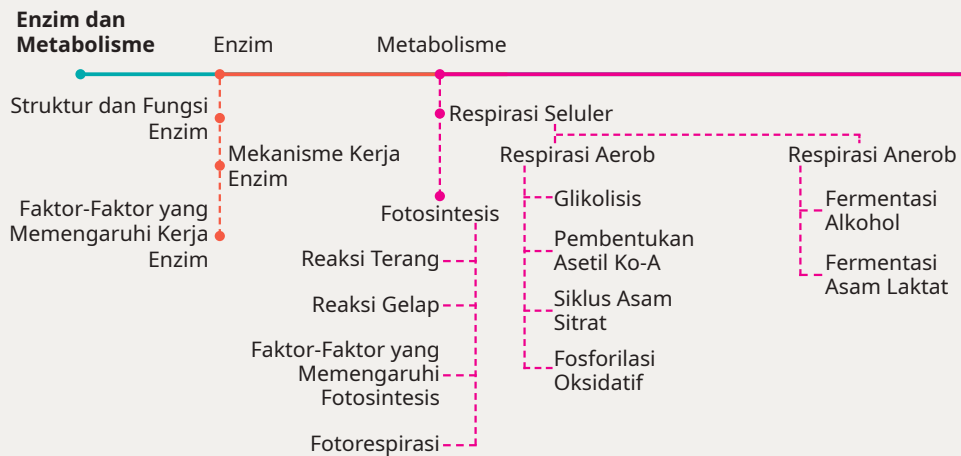 Enzim dan
Metabolisme
Enzim
Metabolisme
Struktur dan Fungsi
Enzim
Mekanisme Kerja
Enzim
Faktor-Faktor yang
Memengaruhi Kerja
Enzim
Respirasi Seluler
Respirasi Aerob
Glikolisis
Pembentukan
Asetil Ko-A
Siklus Asam
Sitrat
Fosforilasi
Oksidatif
Respirasi Anerob
Fermentasi
Alkohol
Fermentasi
Asam Laktat
Fotosintesis
Reaksi Terang
Reaksi Gelap
Faktor-Faktor yang
Memengaruhi
Fotosintesis
Fotorespirasi